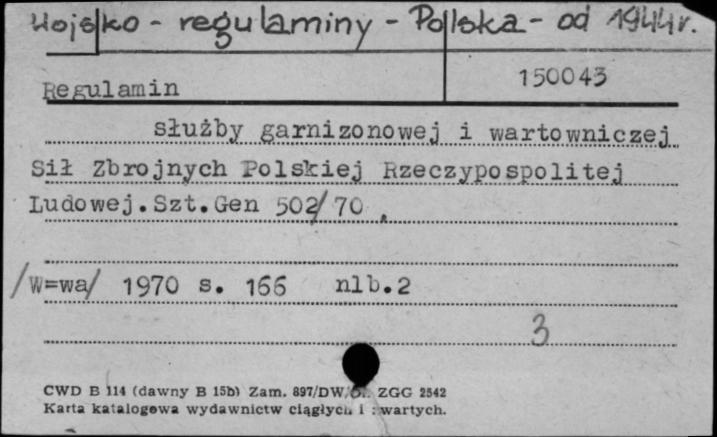 Wojsko - regulaminy - Polska - od 1944r.
150043
Regulamin
służby garnizonowej i wartowniczej
Sił Zbrojnych Polskiej Rzeczypospolitej
Ludowej. Szt.Gen 502/70.
/W=wa/ 1970 s. 166 nlb.2
3
CWD B 114 (dawny B 15b) Zam. 897/DW ZGG 2542
Karta katalogowa wydawnictw ciągłych i zwartych.